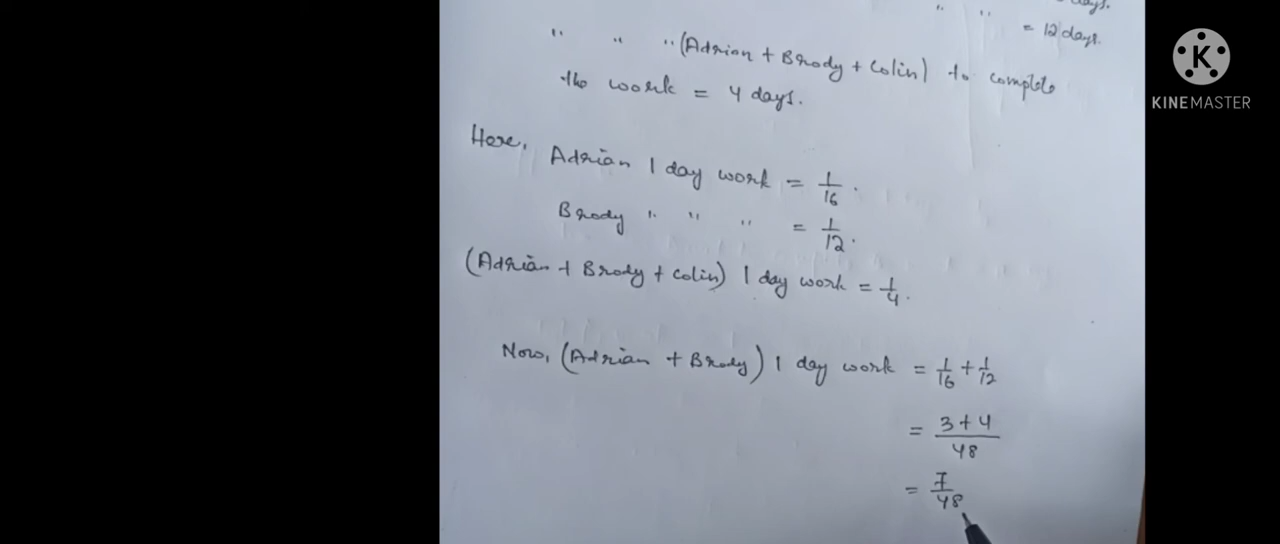 days.
" " = 12 days.
" " " (Adrian + Brody + Colin) to complete
the work = 4 days.
Here, Adrian 1 day work = 1/16.
Brody " " " = 1/12.
(Adrian + Brody + Colin) 1 day work = 1/4.
Now, (Adrian + Brody) 1 day work = 1/16 + 1/12
= 3+4/48
= 7/48
K
KINEMASTER